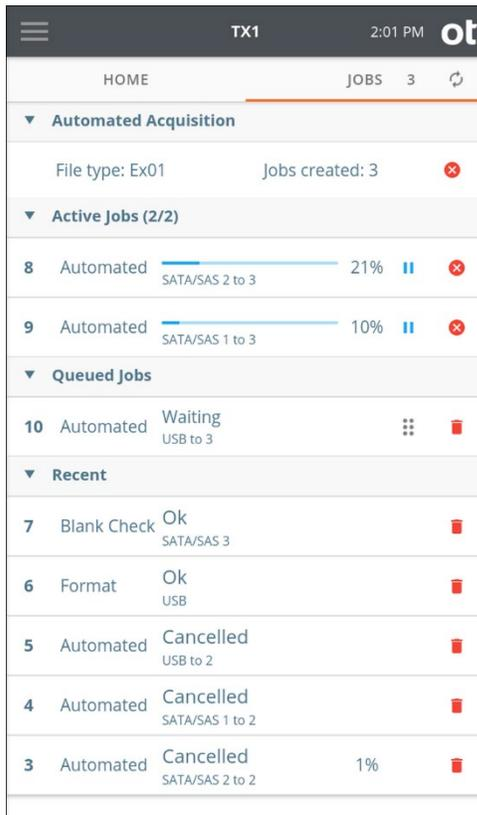 TX1 2:01 PM ot
HOME JOBS 3
Automated Acquisition
File type: Ex01 Jobs created: 3
Active Jobs (2/2)
8 Automated 21%
SATA/SAS 2 to 3
9 Automated 10%
SATA/SAS 1 to 3
Queued Jobs
10 Automated Waiting
USB to 3
Recent
7 Blank Check Ok
SATA/SAS 3
6 Format Ok
USB
5 Automated Cancelled
USB to 2
4 Automated Cancelled
SATA/SAS 1 to 2
3 Automated Cancelled 1%
SATA/SAS 2 to 2